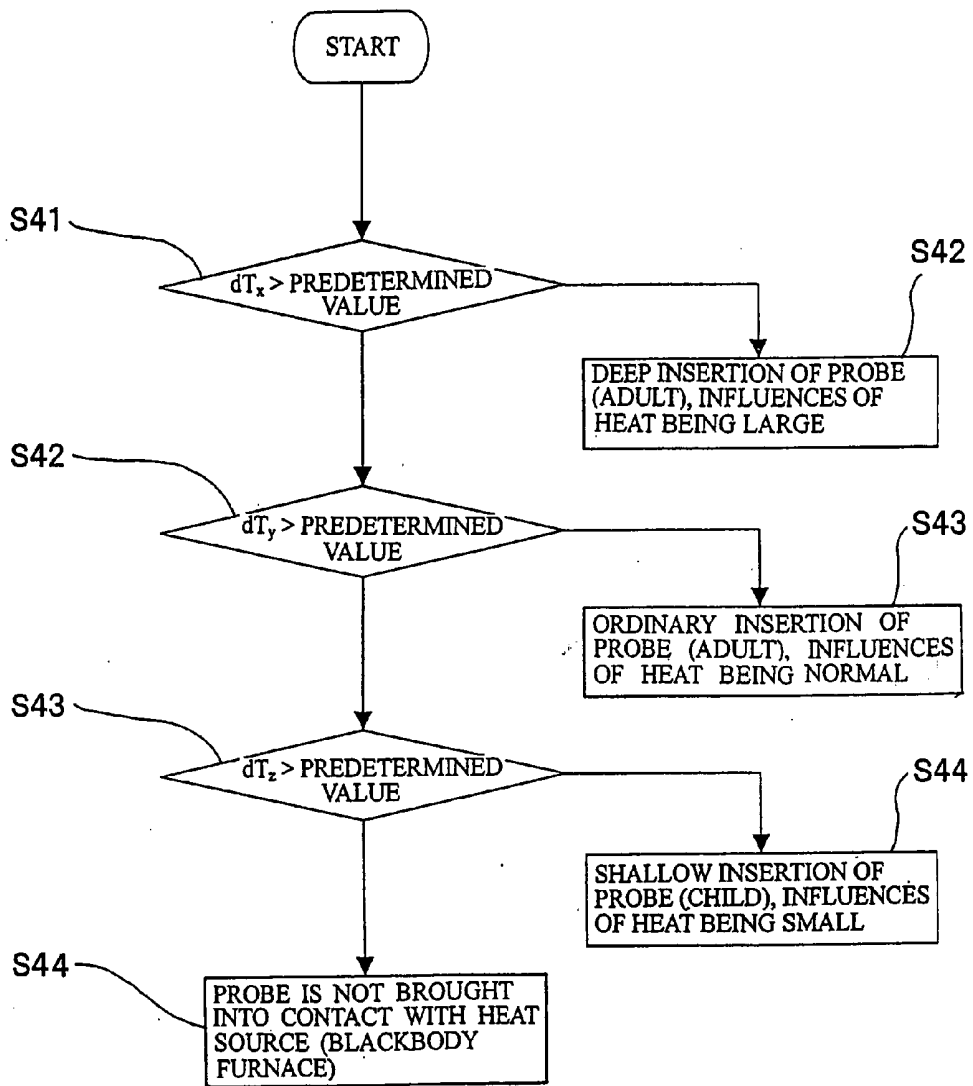 START
S41
dTx > PREDETERMINED
VALUE
S42
DEEP INSERTION OF PROBE
(ADULT), INFLUENCES OF
HEAT BEING LARGE
S42
dTy > PREDETERMINED
VALUE
S43
ORDINARY INSERTION OF
PROBE (ADULT), INFLUENCES
OF HEAT BEING NORMAL
S43
dTz > PREDETERMINED
VALUE
S44
SHALLOW INSERTION OF
PROBE (CHILD), INFLUENCES
OF HEAT BEING SMALL
S44
PROBE IS NOT BROUGHT
INTO CONTACT WITH HEAT
SOURCE (BLACKBODY
FURNACE)